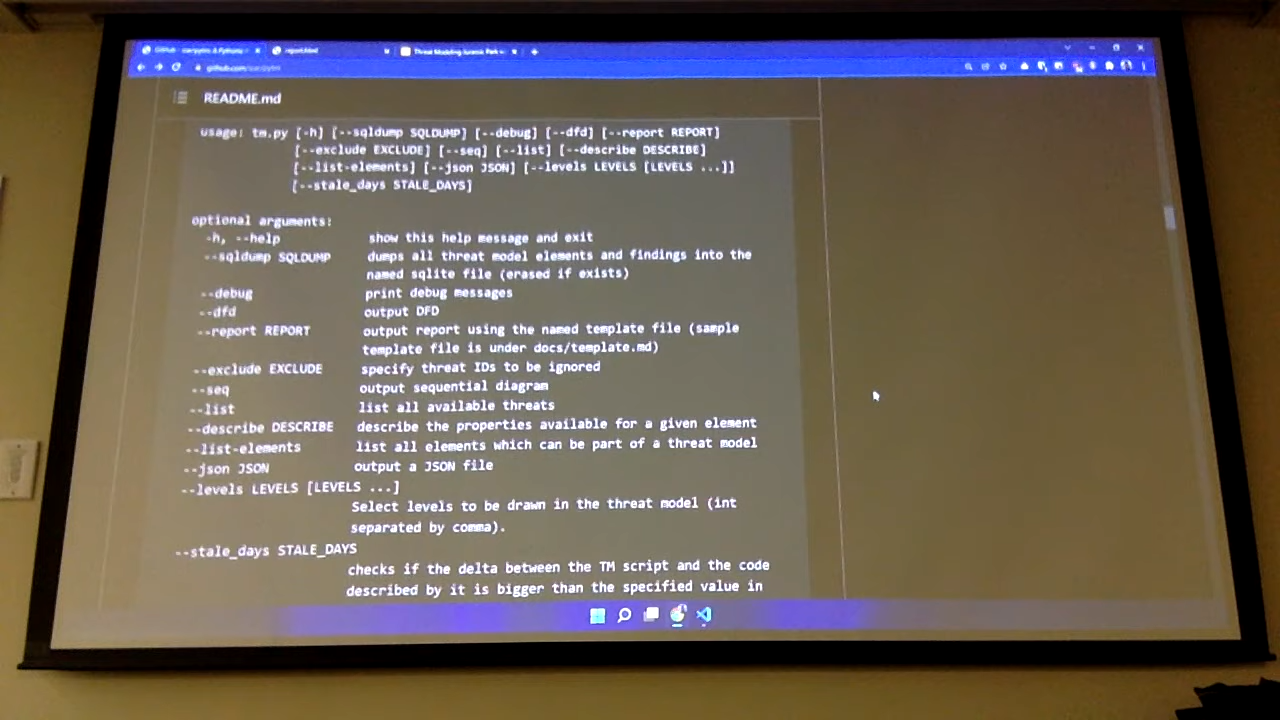 Threat Modeling Jurassic Park
README.md
usage: tm.py [-h] [--sqldump SQLDUMP] [--debug] [--dfd] [--report REPORT]
[--exclude EXCLUDE] [--seq] [--list] [--describe DESCRIBE]
[--list-elements] [--json JSON] [--levels LEVELS [LEVELS ...]]
[--stale_days STALE_DAYS]
optional arguments:
-h, --help show this help message and exit
--sqldump SQLDUMP dumps all threat model elements and findings into the
named sqlite file (erased if exists)
--debug print debug messages
--dfd output DFD
--report REPORT output report using the named template file (sample
template file is under docs/template.md)
--exclude EXCLUDE specify threat IDs to be ignored
--seq output sequential diagram
--list list all available threats
--describe DESCRIBE describe the properties available for a given element
--list-elements list all elements which can be part of a threat model
--json JSON output a JSON file
--levels LEVELS [LEVELS ...]
Select levels to be drawn in the threat model (int
separated by comma).
--stale_days STALE_DAYS
checks if the delta between the TM script and the code
described by it is bigger than the specified value in